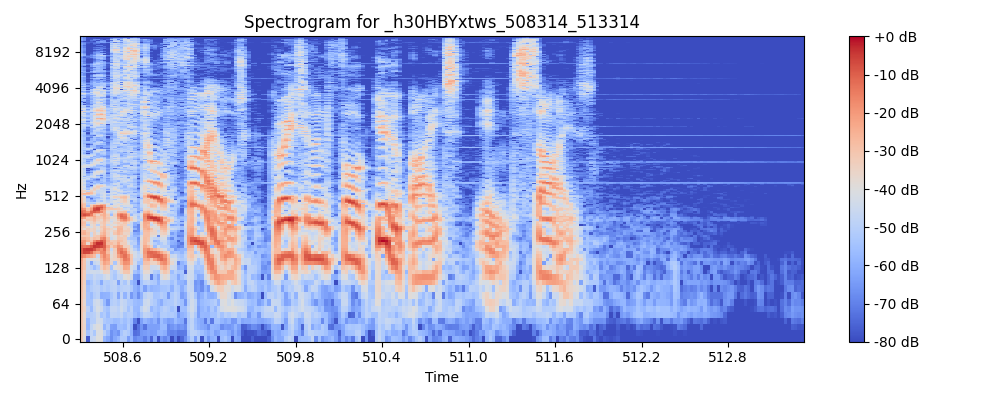 Spectrogram for _h30HBYxtws_508314_513314
Hz
8192
4096
2048
1024
512
256
128
64
0
508.6 509.2 509.8 510.4 511.0 511.6 512.2 512.8
Time
+0 dB
-10 dB
-20 dB
-30 dB
-40 dB
-50 dB
-60 dB
-70 dB
-80 dB